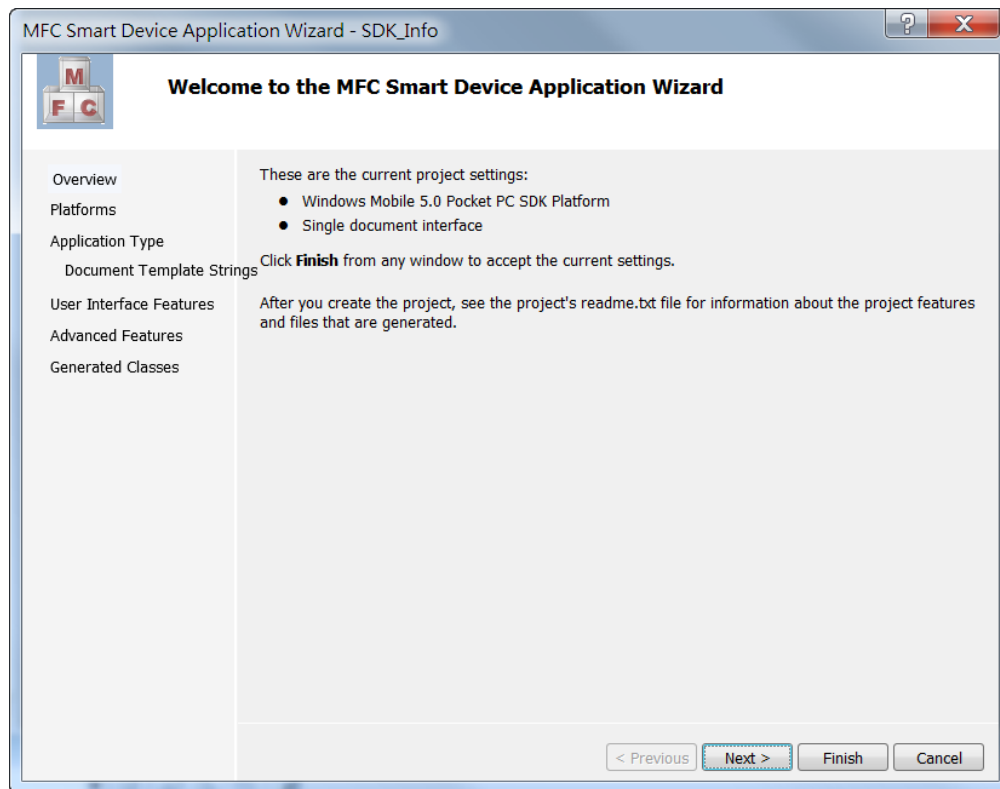 MFC Smart Device Application Wizard - SDK_Info
M
F C
Welcome to the MFC Smart Device Application Wizard
Overview
Platforms
Application Type
Document Template Strings
User Interface Features
Advanced Features
Generated Classes
These are the current project settings:
● Windows Mobile 5.0 Pocket PC SDK Platform
● Single document interface
Click Finish from any window to accept the current settings.
After you create the project, see the project's readme.txt file for information about the project features
and files that are generated.
< Previous Next > Finish Cancel